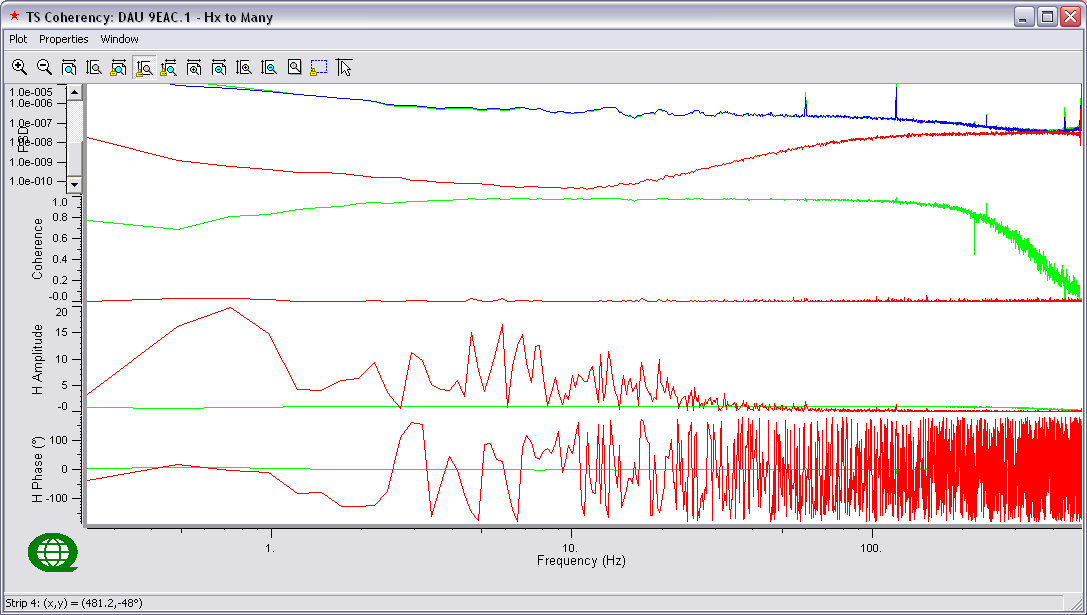 TS Coherency: DAU 9EAC.1 - Hx to Many
Plot Properties Window
1.0e-005
1.0e-006
1.0e-007
1.0e-008
1.0e-009
1.0e-010
PSD
1.0
0.8
0.6
0.4
0.2
-0.0
Coherence
20
15
10
5
-0
H Amplitude
100
0
-100
H Phase (°)
1. 10. 100.
Frequency (Hz)
Strip 4: (x,y) = (481.2,-48°)